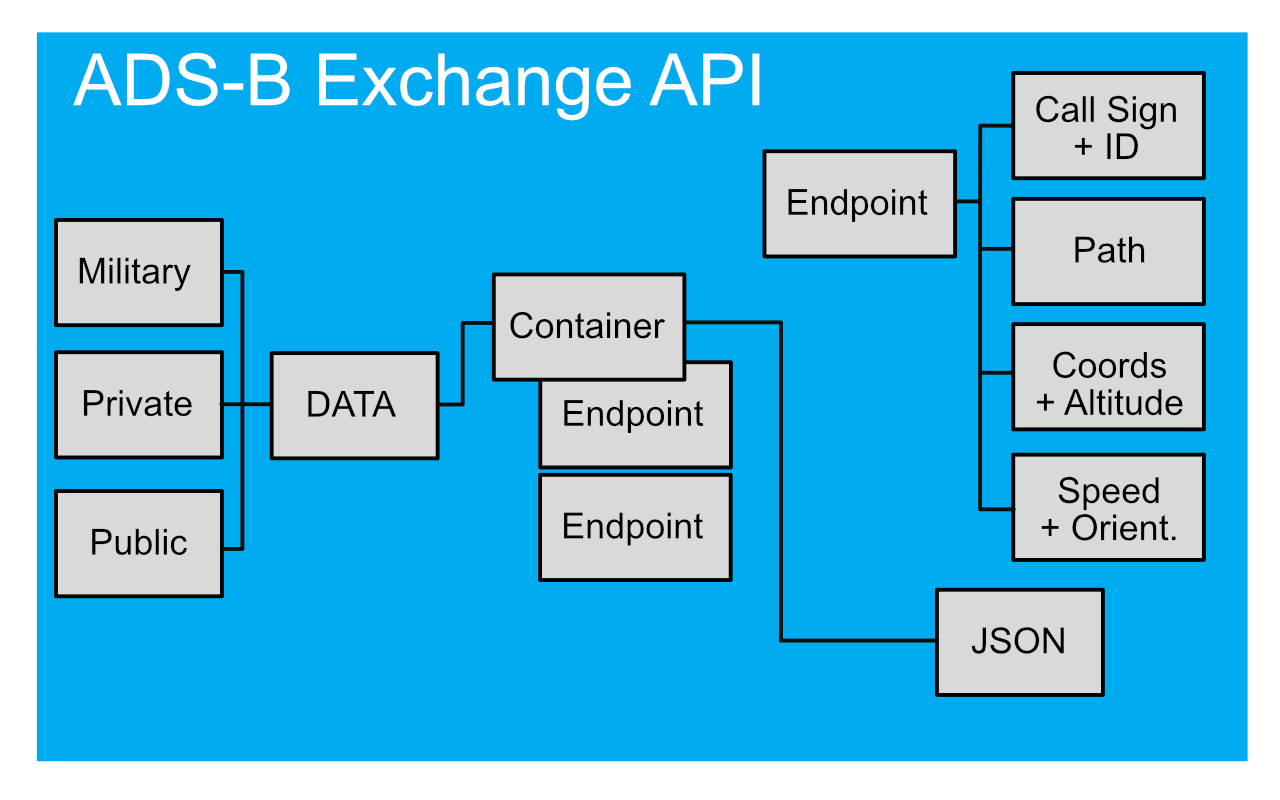 ADS-B Exchange API
Military
Private
Public
DATA
Container
Endpoint
Endpoint
Endpoint
Call Sign
+ ID
Path
Coords
+ Altitude
Speed
+ Orient.
JSON